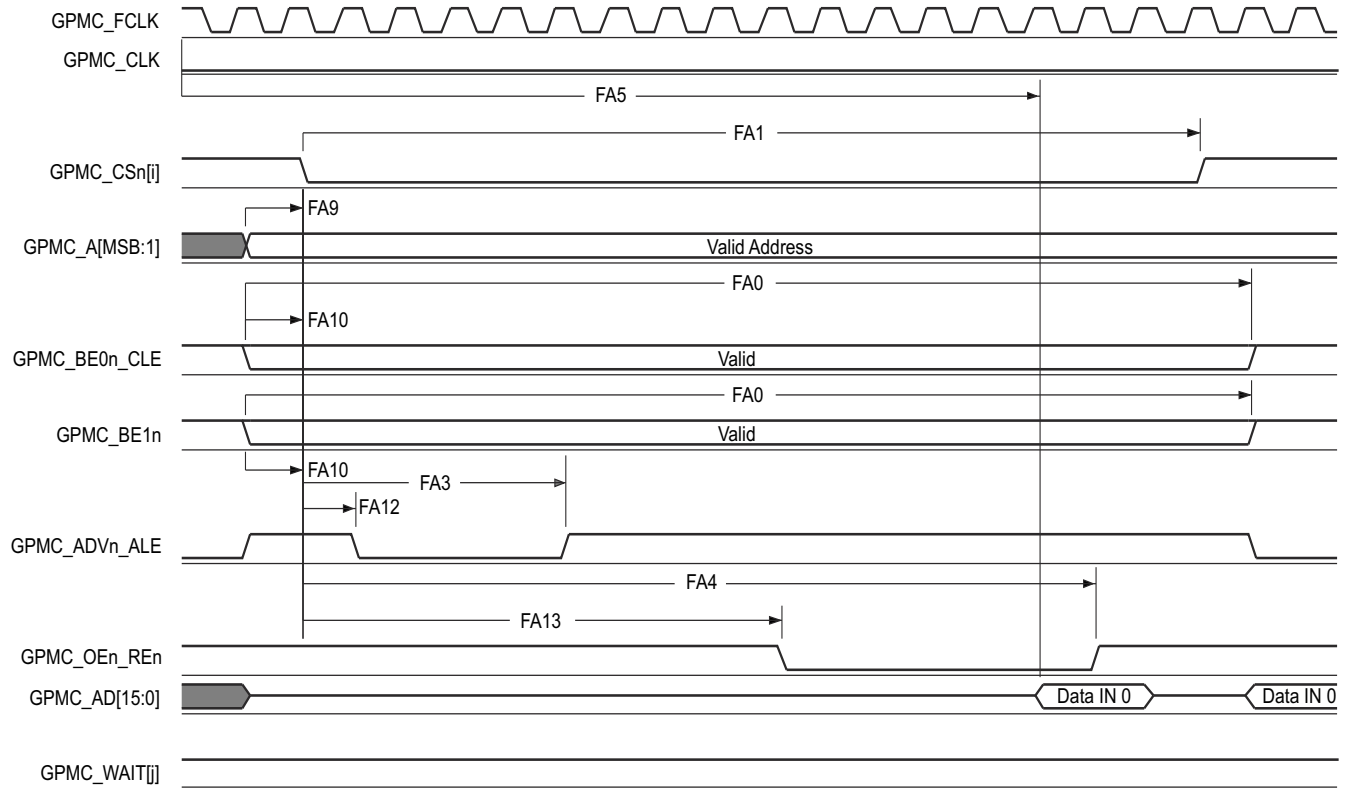 GPMC_FCLK
GPMC_CLK
FA5
FA1
GPMC_CSn[i]
FA9
GPMC_A[MSB:1]
Valid Address
FA0
FA10
GPMC_BE0n_CLE
Valid
FA0
GPMC_BE1n
Valid
FA10
FA3
FA12
GPMC_ADVn_ALE
FA4
FA13
GPMC_OEn_REn
GPMC_AD[15:0]
Data IN 0
Data IN 0
GPMC_WAIT[j]